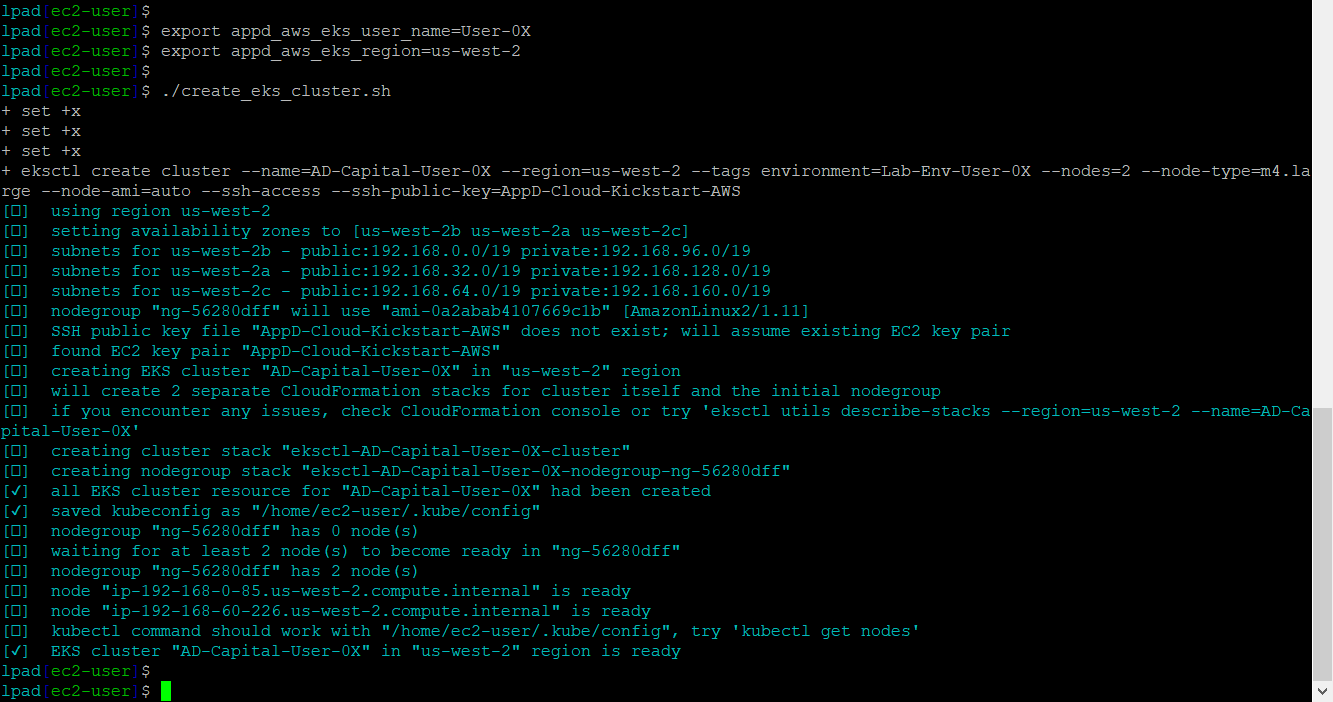 lpad[ec2-user]$
lpad[ec2-user]$ export appd_aws_eks_user_name=User-0X
lpad[ec2-user]$ export appd_aws_eks_region=us-west-2
lpad[ec2-user]$
lpad[ec2-user]$ ./create_eks_cluster.sh
+ set +x
+ set +x
+ set +x
+ eksctl create cluster --name=AD-Capital-User-0X --region=us-west-2 --tags environment=Lab-Env-User-0X --nodes=2 --node-type=m4.la
rge --node-ami=auto --ssh-access --ssh-public-key=AppD-Cloud-Kickstart-AWS
[□]  using region us-west-2
[□]  setting availability zones to [us-west-2b us-west-2a us-west-2c]
[□]  subnets for us-west-2b - public:192.168.0.0/19 private:192.168.96.0/19
[□]  subnets for us-west-2a - public:192.168.32.0/19 private:192.168.128.0/19
[□]  subnets for us-west-2c - public:192.168.64.0/19 private:192.168.160.0/19
[□]  nodegroup "ng-56280dff" will use "ami-0a2abab4107669c1b" [AmazonLinux2/1.11]
[□]  SSH public key file "AppD-Cloud-Kickstart-AWS" does not exist; will assume existing EC2 key pair
[□]  found EC2 key pair "AppD-Cloud-Kickstart-AWS"
[□]  creating EKS cluster "AD-Capital-User-0X" in "us-west-2" region
[□]  will create 2 separate CloudFormation stacks for cluster itself and the initial nodegroup
[□]  if you encounter any issues, check CloudFormation console or try 'eksctl utils describe-stacks --region=us-west-2 --name=AD-Ca
pital-User-0X'
[□]  creating cluster stack "eksctl-AD-Capital-User-0X-cluster"
[□]  creating nodegroup stack "eksctl-AD-Capital-User-0X-nodegroup-ng-56280dff"
[✓]  all EKS cluster resource for "AD-Capital-User-0X" had been created
[✓]  saved kubeconfig as "/home/ec2-user/.kube/config"
[□]  nodegroup "ng-56280dff" has 0 node(s)
[□]  waiting for at least 2 node(s) to become ready in "ng-56280dff"
[□]  nodegroup "ng-56280dff" has 2 node(s)
[□]  node "ip-192-168-0-85.us-west-2.compute.internal" is ready
[□]  node "ip-192-168-60-226.us-west-2.compute.internal" is ready
[□]  kubectl command should work with "/home/ec2-user/.kube/config", try 'kubectl get nodes'
[✓]  EKS cluster "AD-Capital-User-0X" in "us-west-2" region is ready
lpad[ec2-user]$
lpad[ec2-user]$